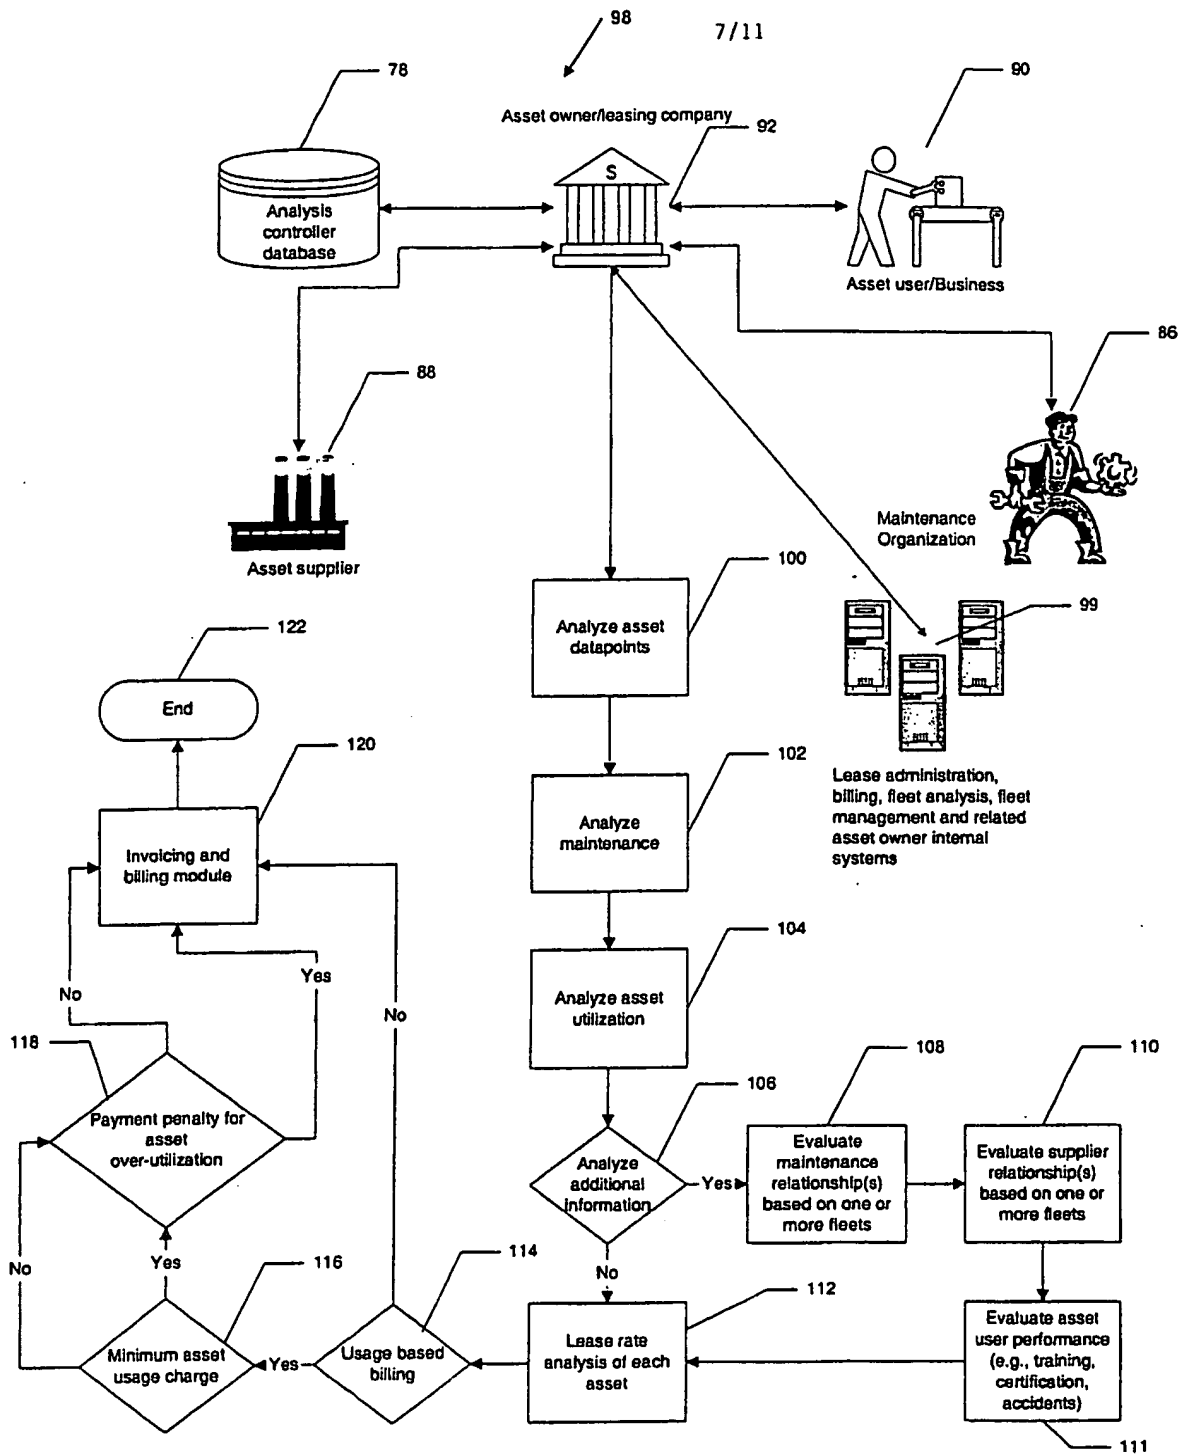 98
7/11
78
90
Asset owner/leasing company
92
S
Analysis
controller
database
Asset user/Business
86
88
Maintenance
Organization
Asset supplier
100
99
Analyze asset
datapoints
122
End
120
102
Lease administration,
billing, fleet analysis, fleet
management and related
asset owner internal
systems
Analyze
maintenance
Invoicing and
billing module
104
Yes
No
No
Analyze asset
utilization
118
108
110
106
Payment penalty for
asset
over-utilization
Evaluate
maintenance
relationship(s)
based on one or
more fleets
Evaluate supplier
relationship(s)
based on one or
more fleets
Analyze
additional
information
Yes
No
Yes
No
116
114
112
Minimum asset
usage charge
Yes
Usage based
billing
Lease rate
analysis of each
asset
Evaluate asset
user performance
(e.g., training,
certification,
accidents)
111